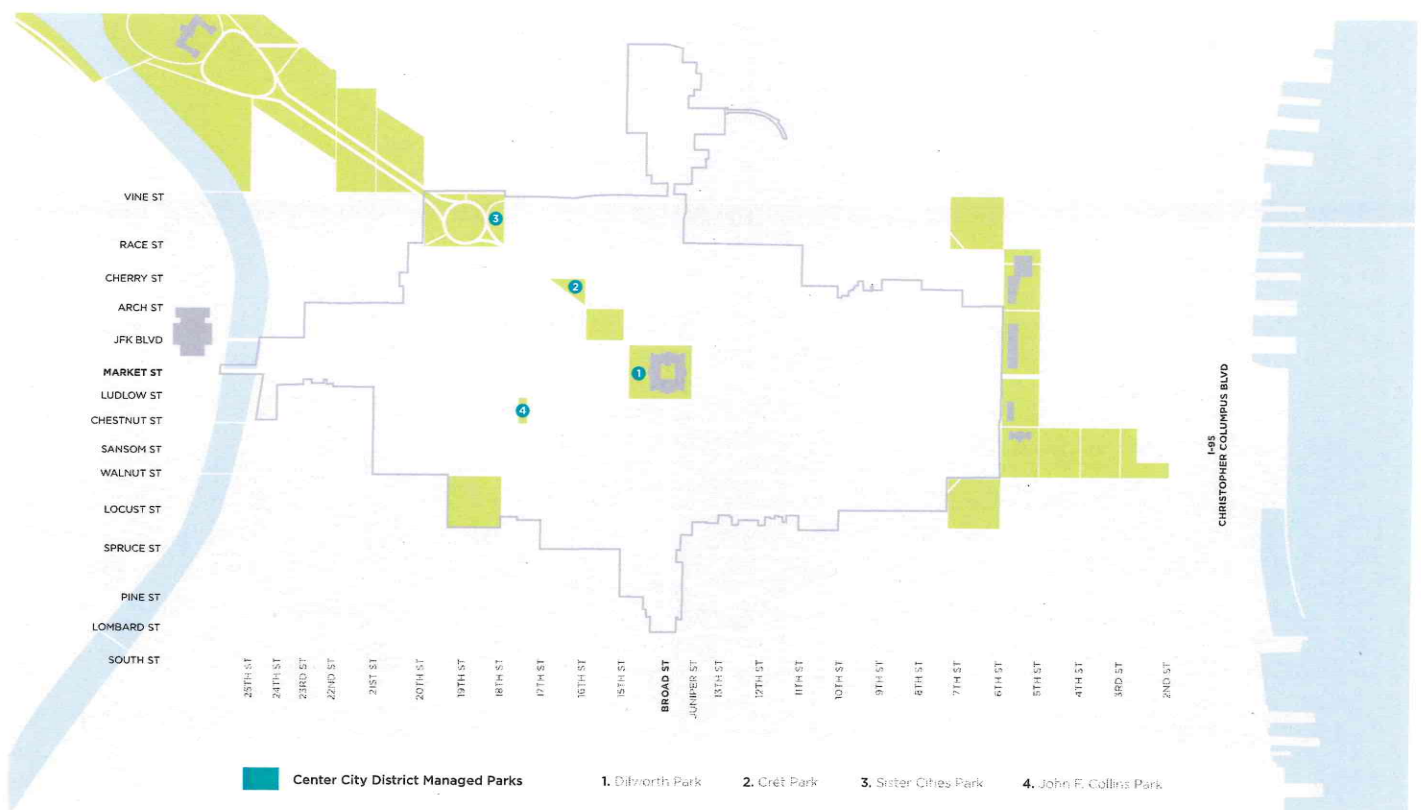 VINE ST
RACE ST
CHERRY ST
ARCH ST
JFK BLVD
MARKET ST
LUDLOW ST
CHESTNUT ST
SANSOM ST
WALNUT ST
LOCUST ST
SPRUCE ST
PINE ST
LOMBARD ST
SOUTH ST
3
2
1
4
I-95
CHRISTOPHER COLUMBUS BLVD
25TH ST
24TH ST
23RD ST
22ND ST
21ST ST
20TH ST
19TH ST
18TH ST
17TH ST
16TH ST
15TH ST
BROAD ST
JUNIPER ST
13TH ST
12TH ST
11TH ST
10TH ST
9TH ST
8TH ST
7TH ST
6TH ST
5TH ST
4TH ST
3RD ST
2ND ST
Center City District Managed Parks 1. Dilworth Park 2. Crét Park 3. Sister Cities Park 4. John F. Collins Park